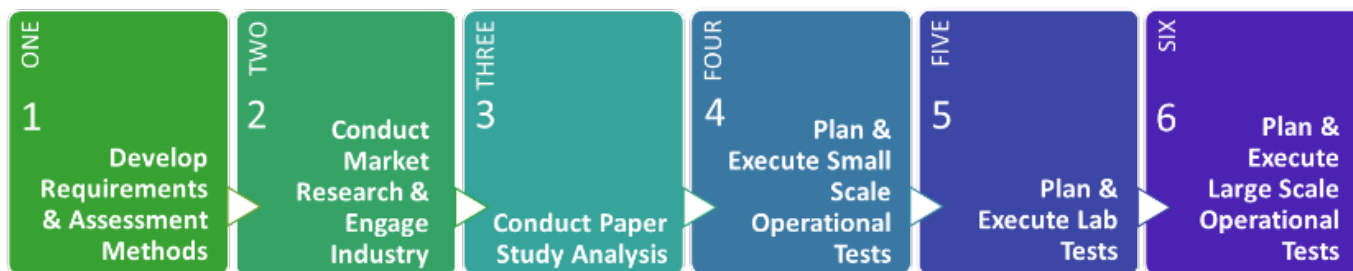 ONE
1
Develop
Requirements
& Assessment
Methods
TWO
2
Conduct
Market
Research &
Engage
Industry
THREE
3
Conduct Paper
Study Analysis
FOUR
4
Plan &
Execute Small
Scale
Operational
Tests
FIVE
5
Plan &
Execute Lab
Tests
SIX
6
Plan &
Execute
Large Scale
Operational
Tests